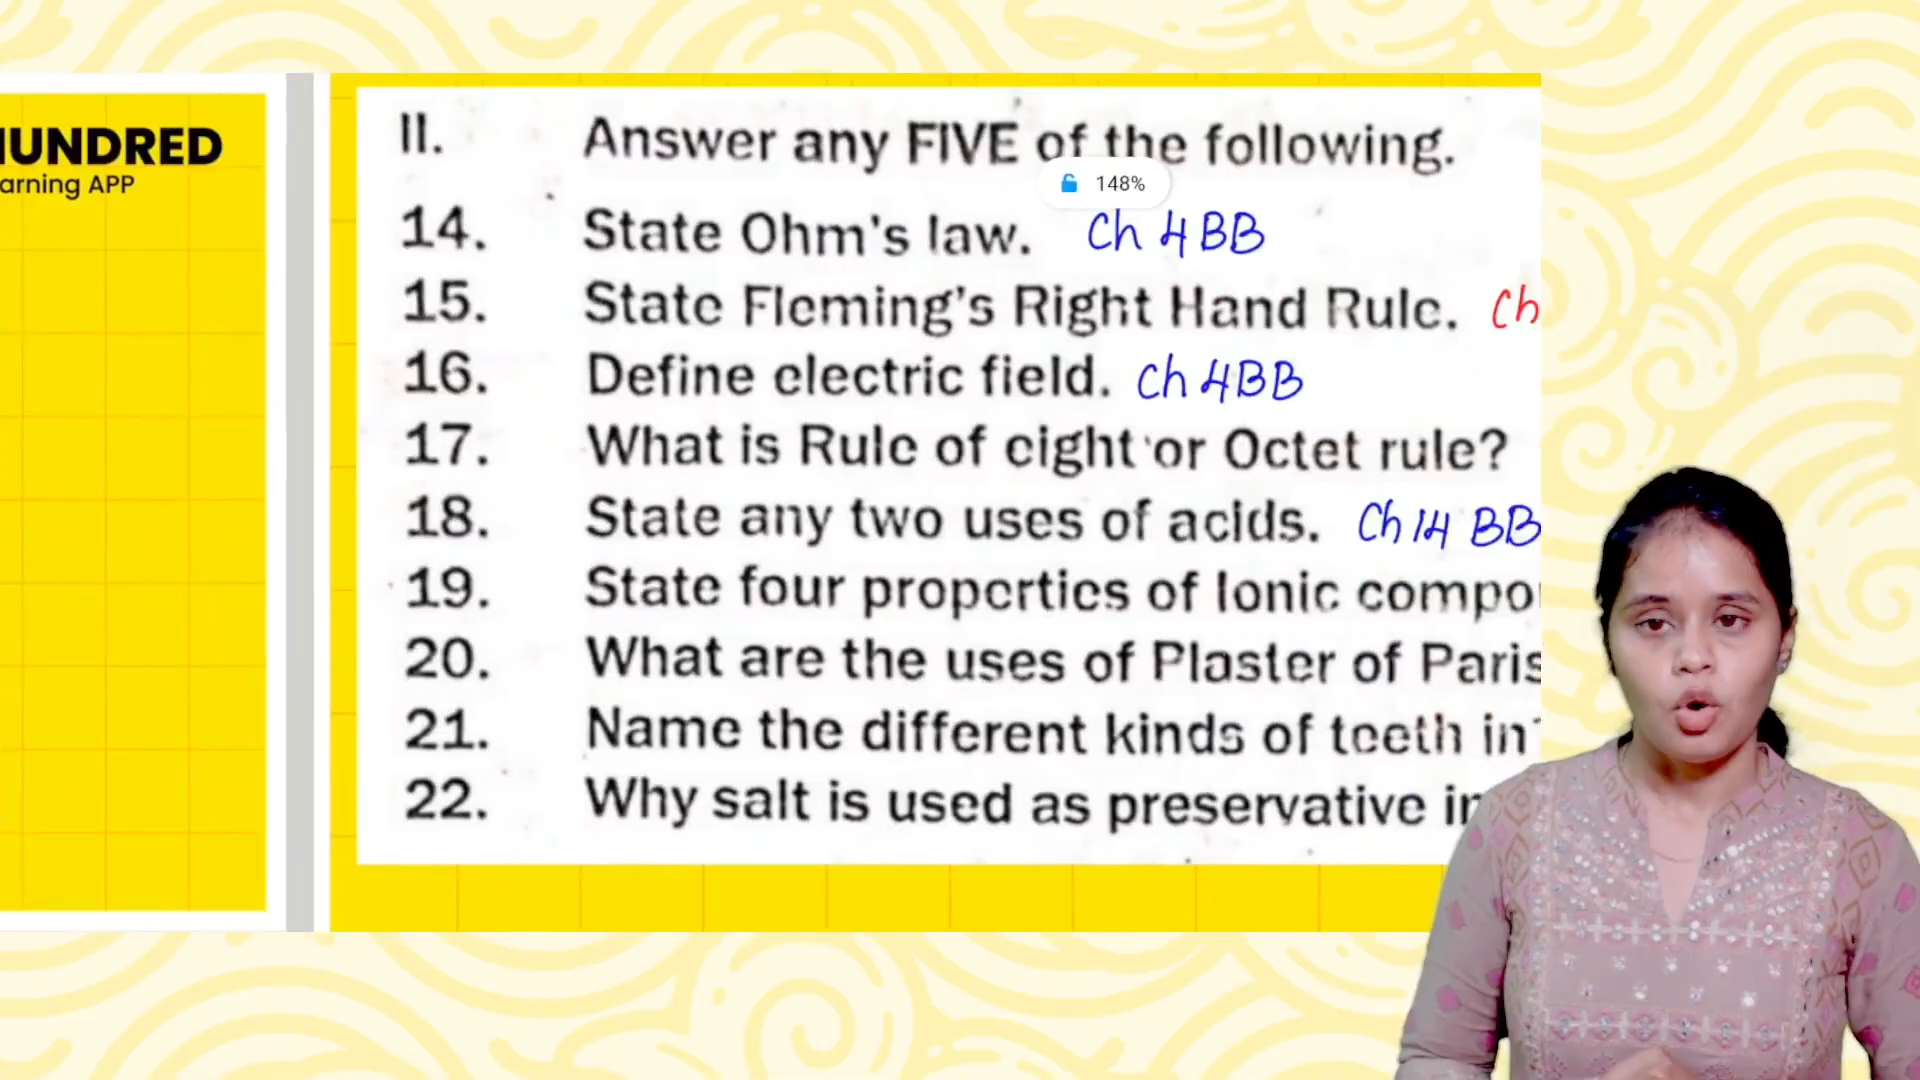 HUNDRED
arning APP
II. Answer any FIVE of the following.
148%
14. State Ohm's law. Ch 4 BB
15. State Fleming's Right Hand Rule. Ch
16. Define electric field. Ch 4BB
17. What is Rule of eight or Octet rule?
18. State any two uses of acids. Ch 14 BB
19. State four properties of Ionic compo
20. What are the uses of Plaster of Paris
21. Name the different kinds of teeth in
22. Why salt is used as preservative in